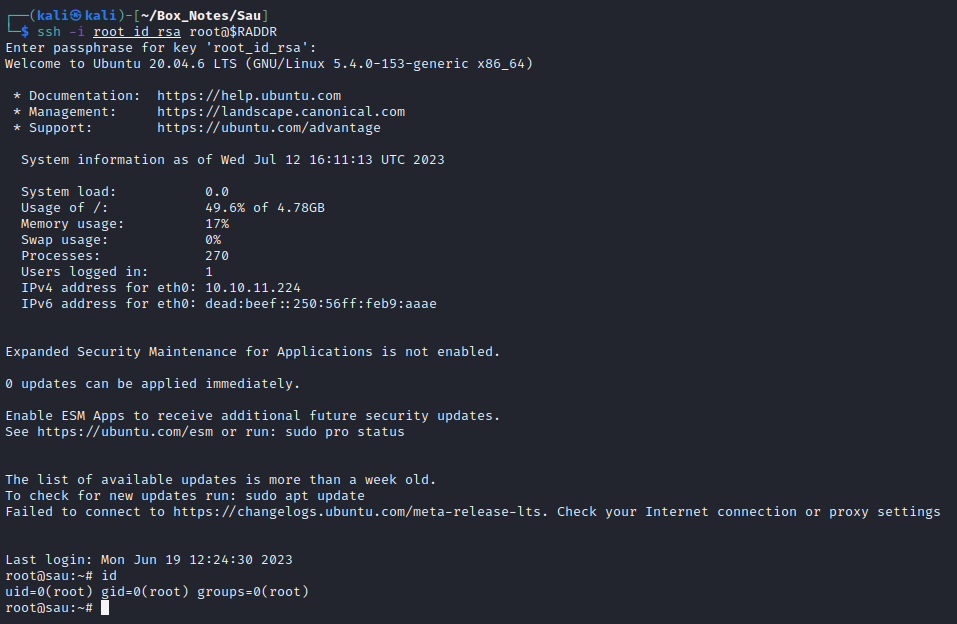 ┌──(kali㉿kali)-[~/Box_Notes/Sau]
└─$ ssh -i root_id_rsa root@$RADDR
Enter passphrase for key 'root_id_rsa':
Welcome to Ubuntu 20.04.6 LTS (GNU/Linux 5.4.0-153-generic x86_64)
* Documentation: https://help.ubuntu.com
* Management: https://landscape.canonical.com
* Support: https://ubuntu.com/advantage
System information as of Wed Jul 12 16:11:13 UTC 2023
System load: 0.0
Usage of /: 49.6% of 4.78GB
Memory usage: 17%
Swap usage: 0%
Processes: 270
Users logged in: 1
IPv4 address for eth0: 10.10.11.224
IPv6 address for eth0: dead:beef::250:56ff:feb9:aaae
Expanded Security Maintenance for Applications is not enabled.
0 updates can be applied immediately.
Enable ESM Apps to receive additional future security updates.
See https://ubuntu.com/esm or run: sudo pro status
The list of available updates is more than a week old.
To check for new updates run: sudo apt update
Failed to connect to https://changelogs.ubuntu.com/meta-release-lts. Check your Internet connection or proxy settings
Last login: Mon Jun 19 12:24:30 2023
root@sau:~# id
uid=0(root) gid=0(root) groups=0(root)
root@sau:~#